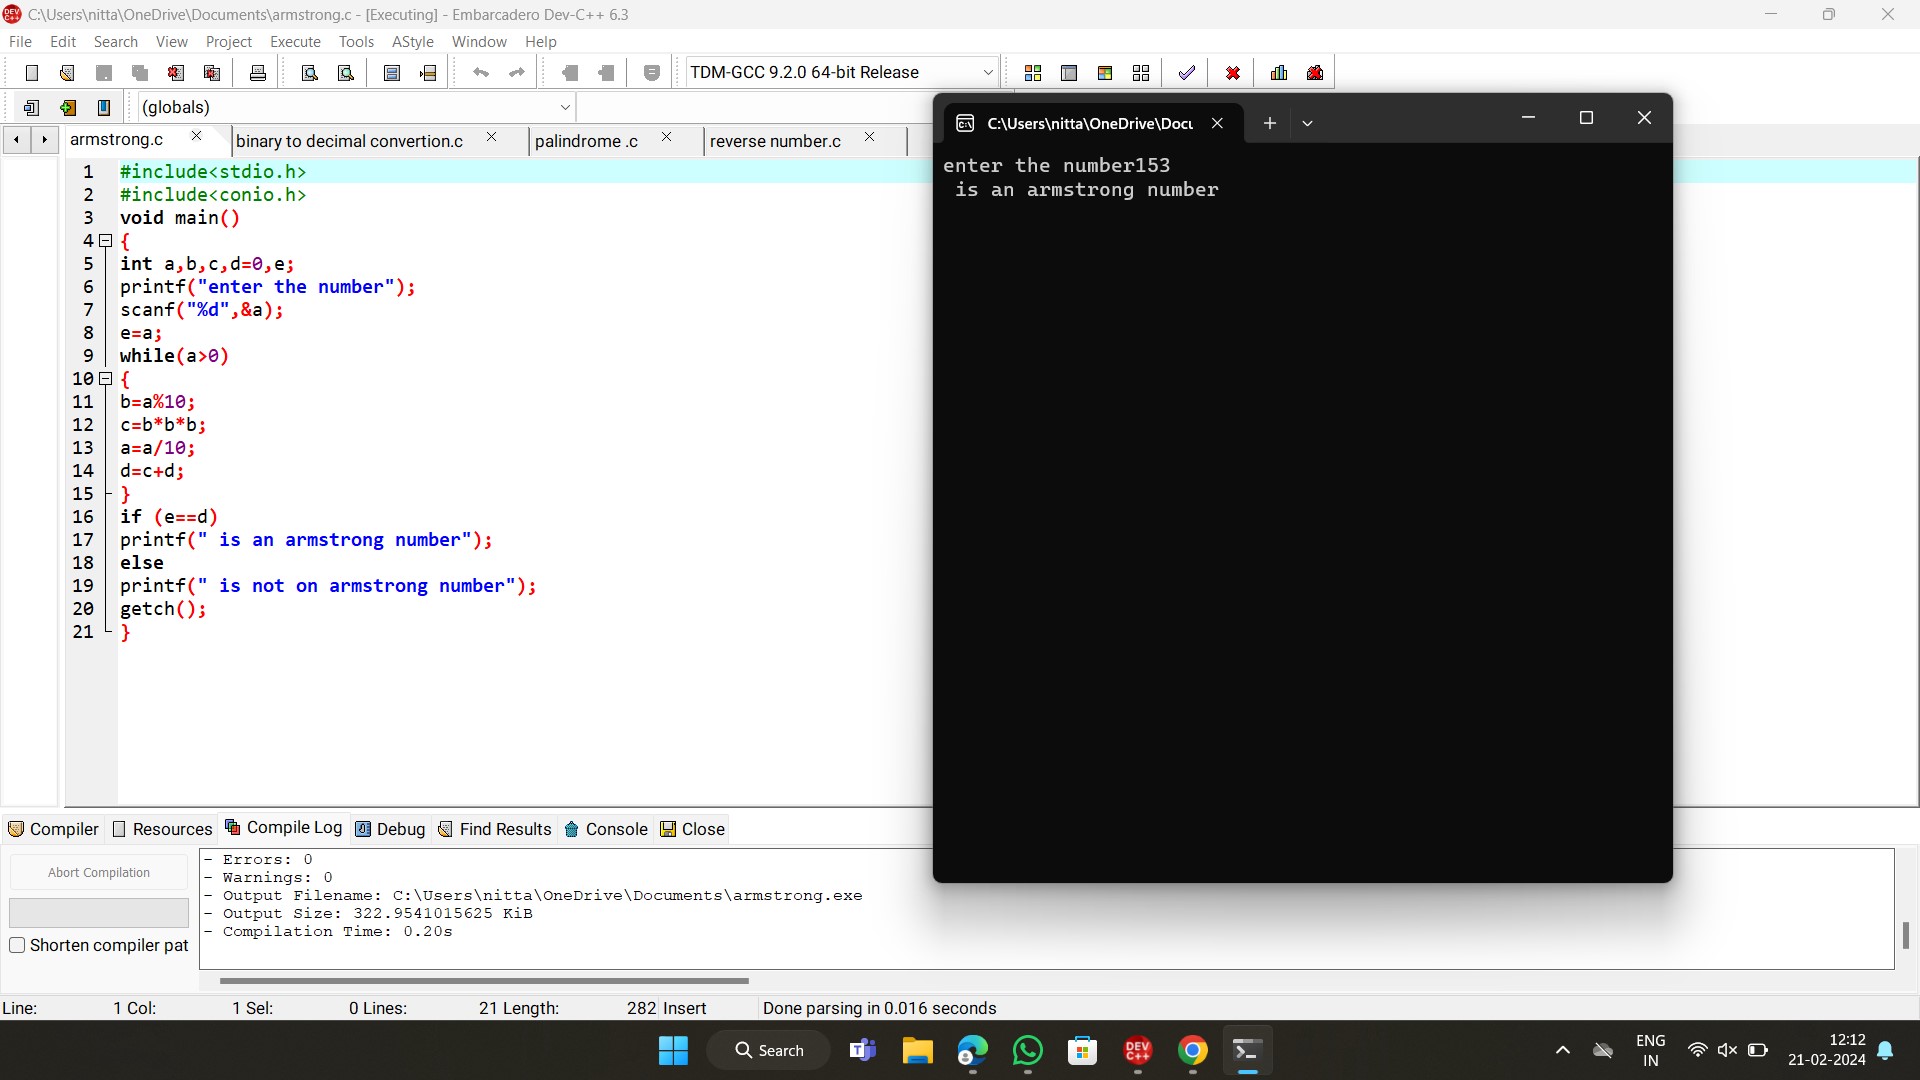 C:\Users\nitta\OneDrive\Documents\armstrong.c - [Executing] - Embarcadero Dev-C++ 6.3
File Edit Search View Project Execute Tools AStyle Window Help
TDM-GCC 9.2.0 64-bit Release
(globals)
armstrong.c binary to decimal convertion.c palindrome .c reverse number.c
1 #include<stdio.h>
2 #include<conio.h>
3 void main()
4 {
5 int a,b,c,d=0,e;
6 printf("enter the number");
7 scanf("%d",&a);
8 e=a;
9 while(a>0)
10 {
11 b=a%10;
12 c=b*b*b;
13 a=a/10;
14 d=c+d;
15 }
16 if (e==d)
17 printf(" is an armstrong number");
18 else
19 printf(" is not on armstrong number");
20 getch();
21 }
C:\Users\nitta\OneDrive\Docu
enter the number153
is an armstrong number
Compiler Resources Compile Log Debug Find Results Console Close
Abort Compilation
Shorten compiler pat
- Errors: 0
- Warnings: 0
- Output Filename: C:\Users\nitta\OneDrive\Documents\armstrong.exe
- Output Size: 322.9541015625 KiB
- Compilation Time: 0.20s
Line: 1 Col: 1 Sel: 0 Lines: 21 Length: 282 Insert Done parsing in 0.016 seconds
Search
DEV C++
ENG
IN
12:12
21-02-2024